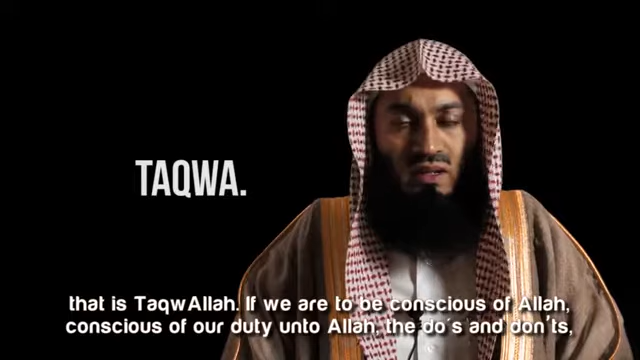 TAQWA.
that is TaqwAllah. If we are to be conscious of Allah,
conscious of our duty unto Allah, the do's and don'ts,